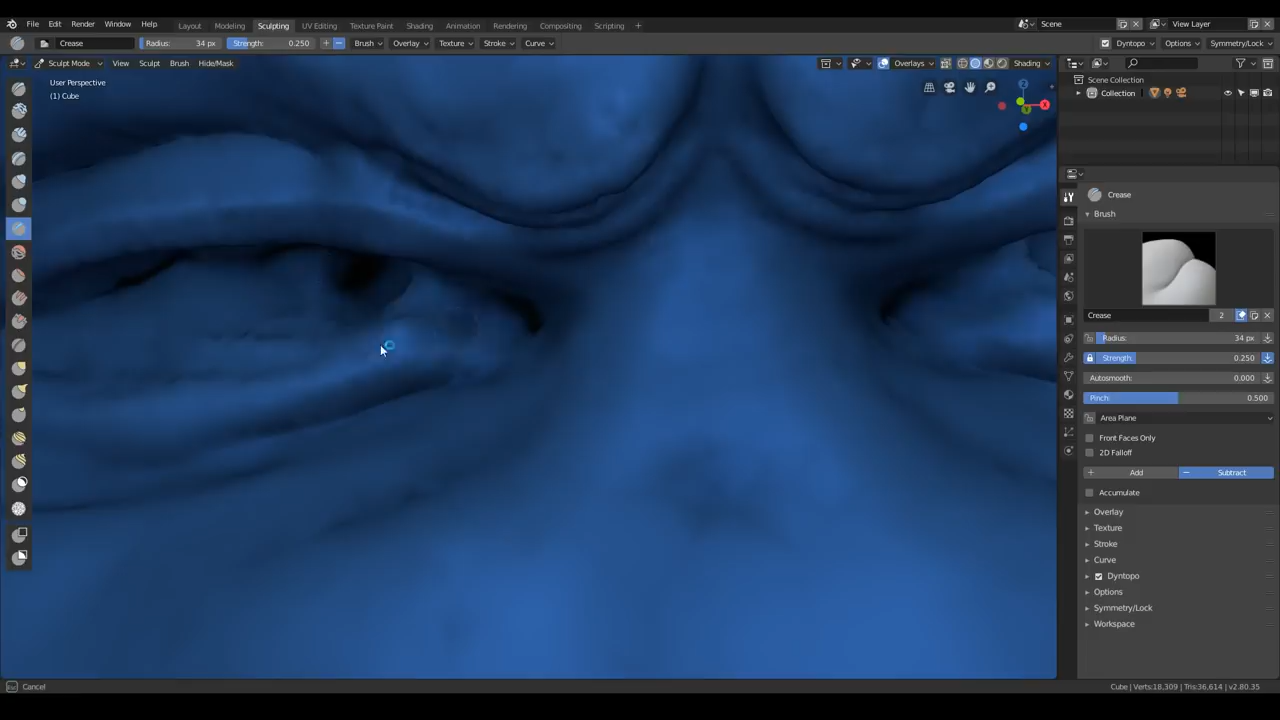 File Edit Render Window Help Layout Modeling Sculpting UV Editing Texture Paint Shading Animation Rendering Compositing Scripting + Scene View Layer
Crease Radius: 34 px Strength: 0.250 Brush Overlay Texture Stroke Curve Dyntopo Options Symmetry/Lock
Sculpt Mode View Sculpt Brush Hide/Mask Overlays Shading
User Perspective
(1) Cube
Scene Collection
Collection
Crease
Brush
Crease 2
Radius: 34 px
Strength: 0.250
Autosmooth: 0.000
Pinch: 0.500
Area Plane
Front Faces Only
2D Falloff
Add Subtract
Accumulate
Overlay
Texture
Stroke
Curve
Dyntopo
Options
Symmetry/Lock
Workspace
Esc Cancel Cube | Verts:18,309 | Tris:36,614 | v2.80.35